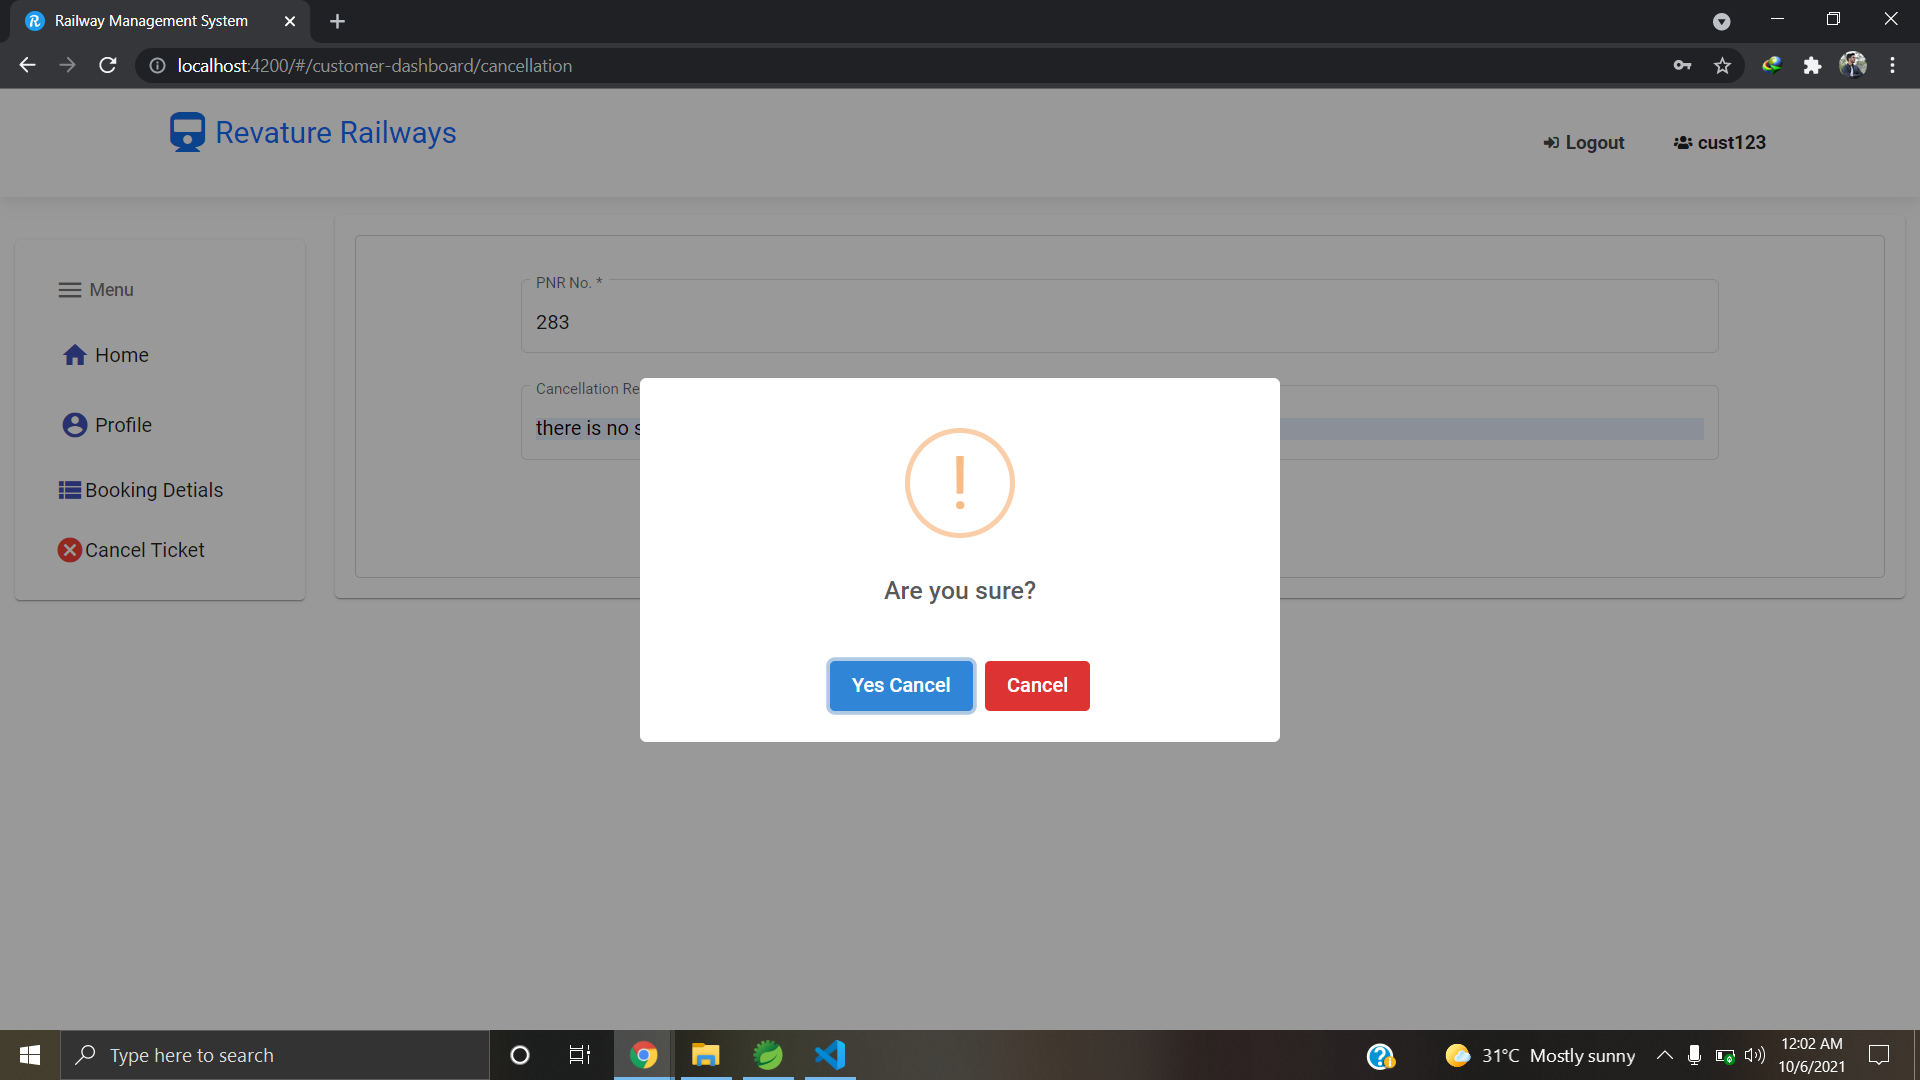 Railway Management System
localhost:4200/#/customer-dashboard/cancellation
Revature Railways
Logout
cust123
Menu
Home
Profile
Booking Detials
Cancel Ticket
PNR No. *
283
Cancellation Re
there is no s
!
Are you sure?
Yes Cancel
Cancel
Type here to search
31°C Mostly sunny
12:02 AM
10/6/2021